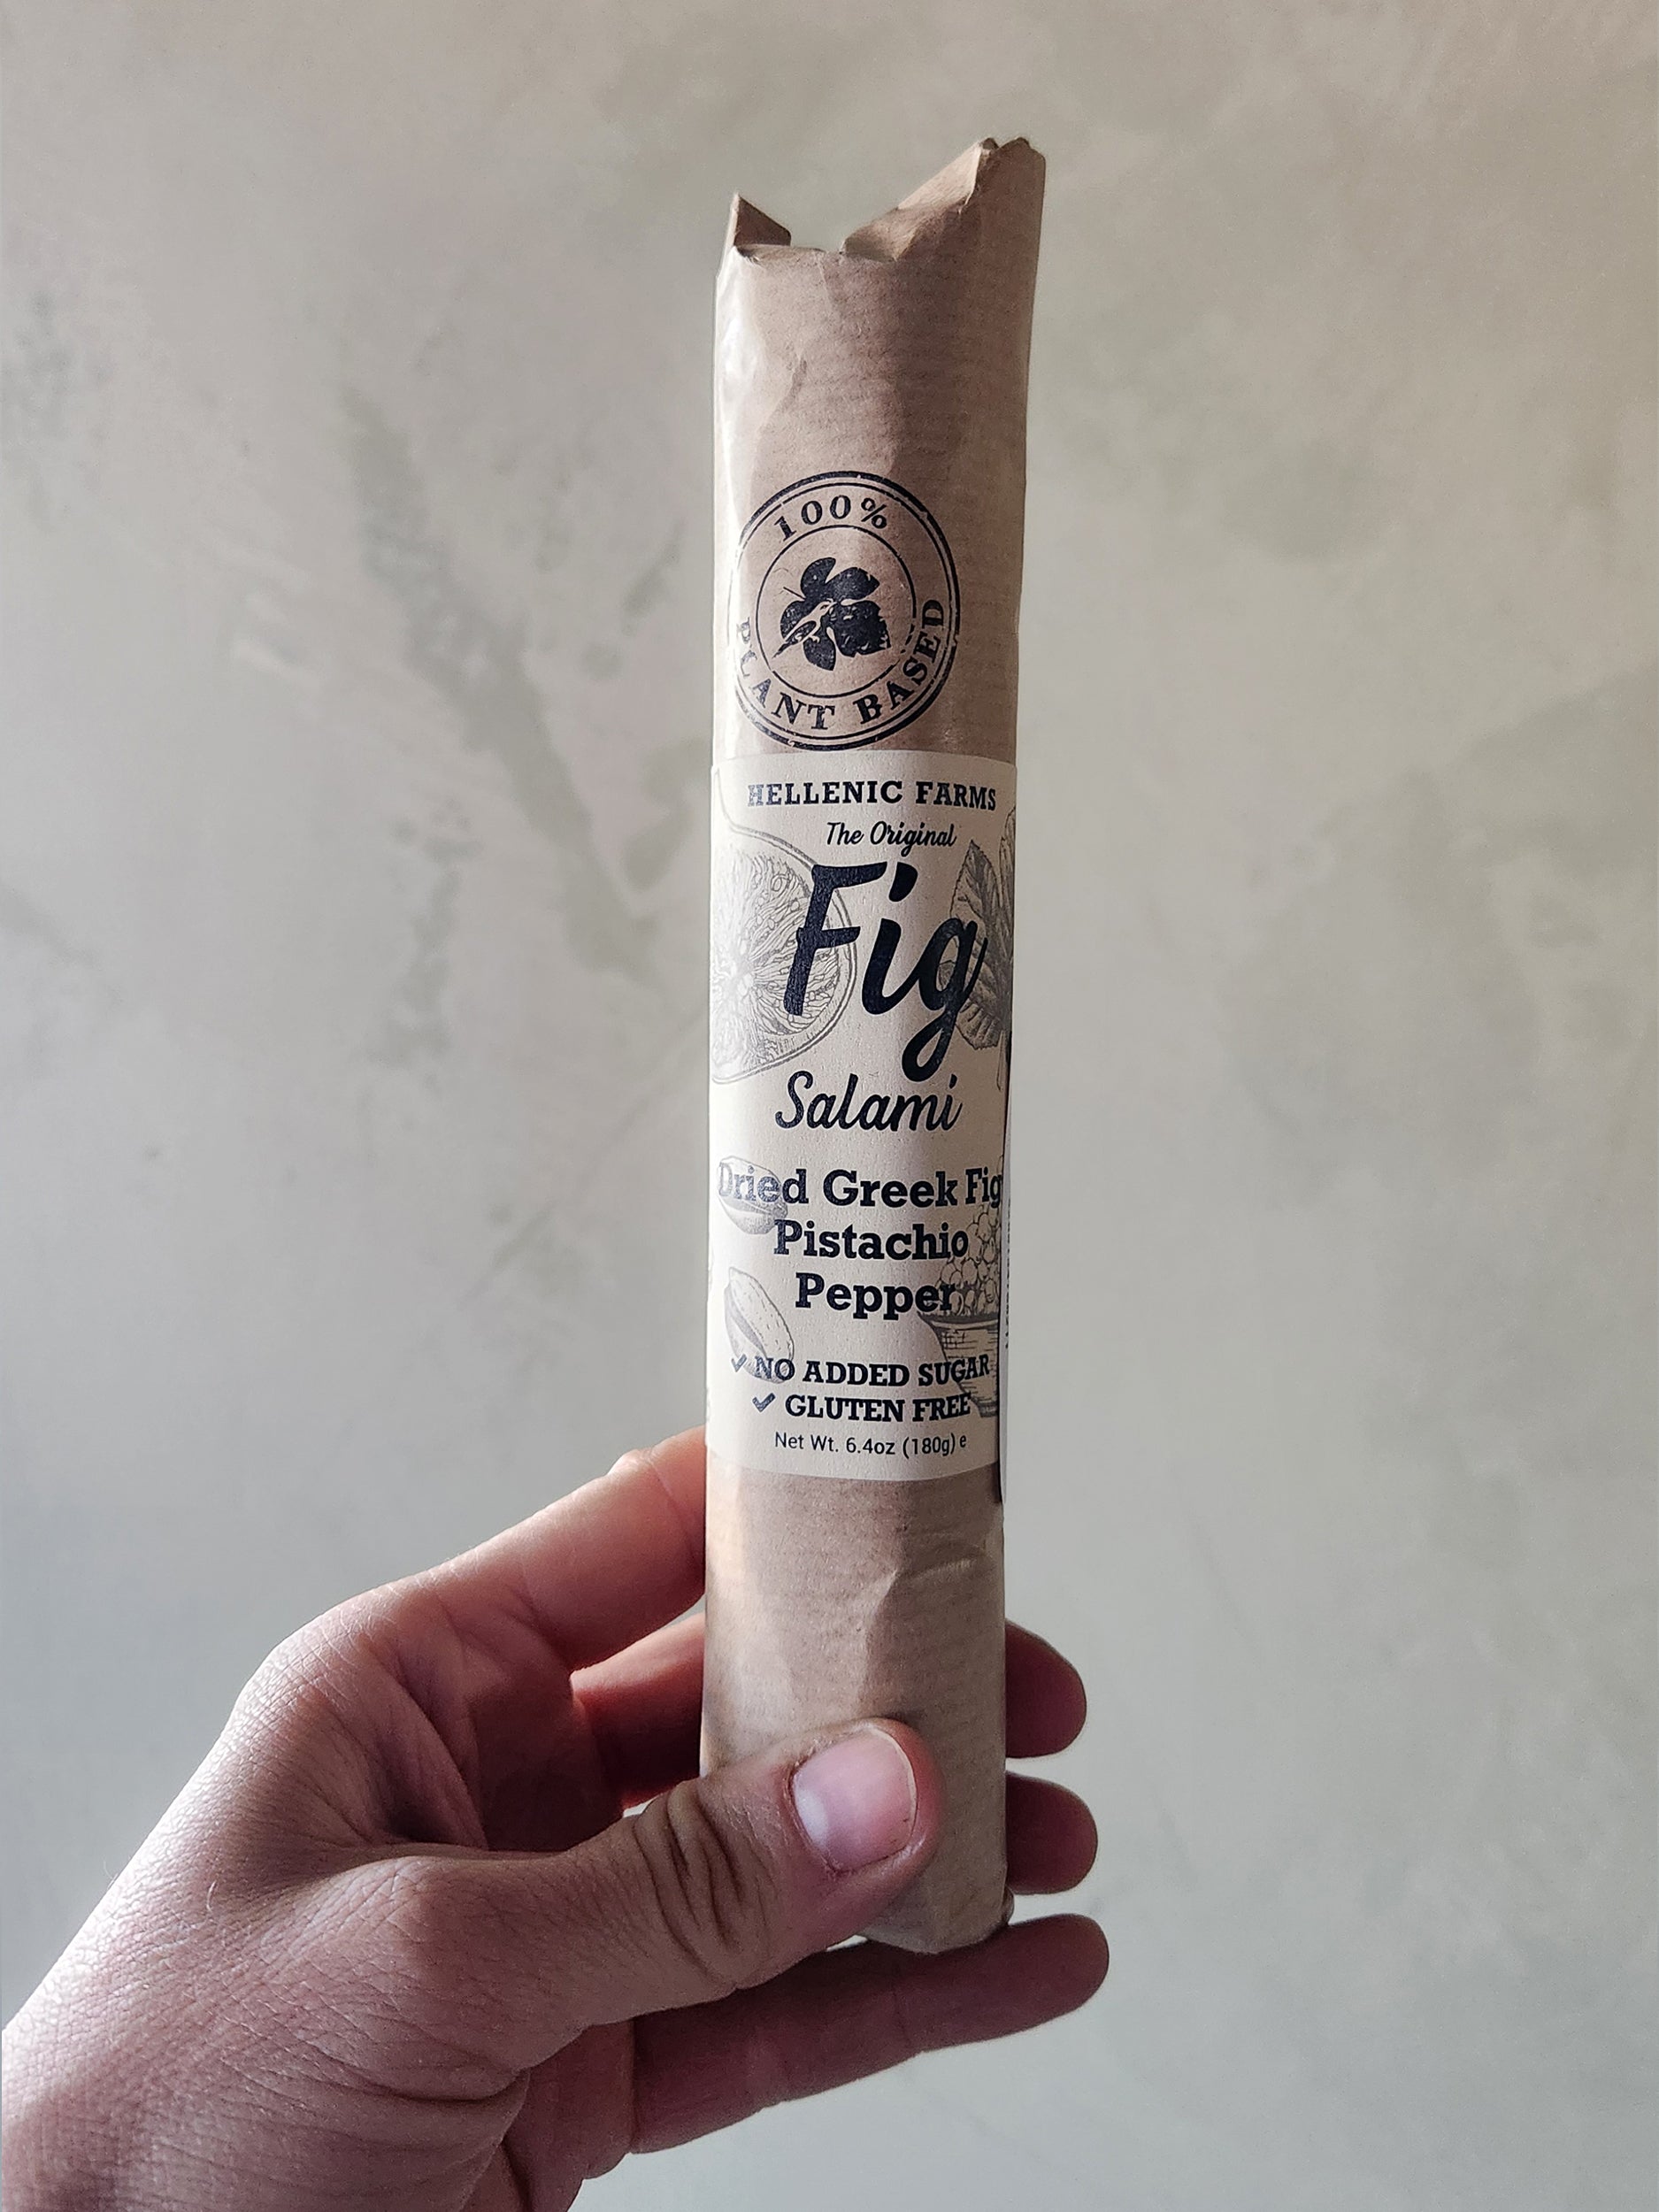 100%
PLANT BASED
HELLENIC FARMS
The Original
Fig
Salami
Dried Greek Fig
Pistachio
Pepper
✓ NO ADDED SUGAR
✓ GLUTEN FREE
Net Wt. 6.4oz (180g) e